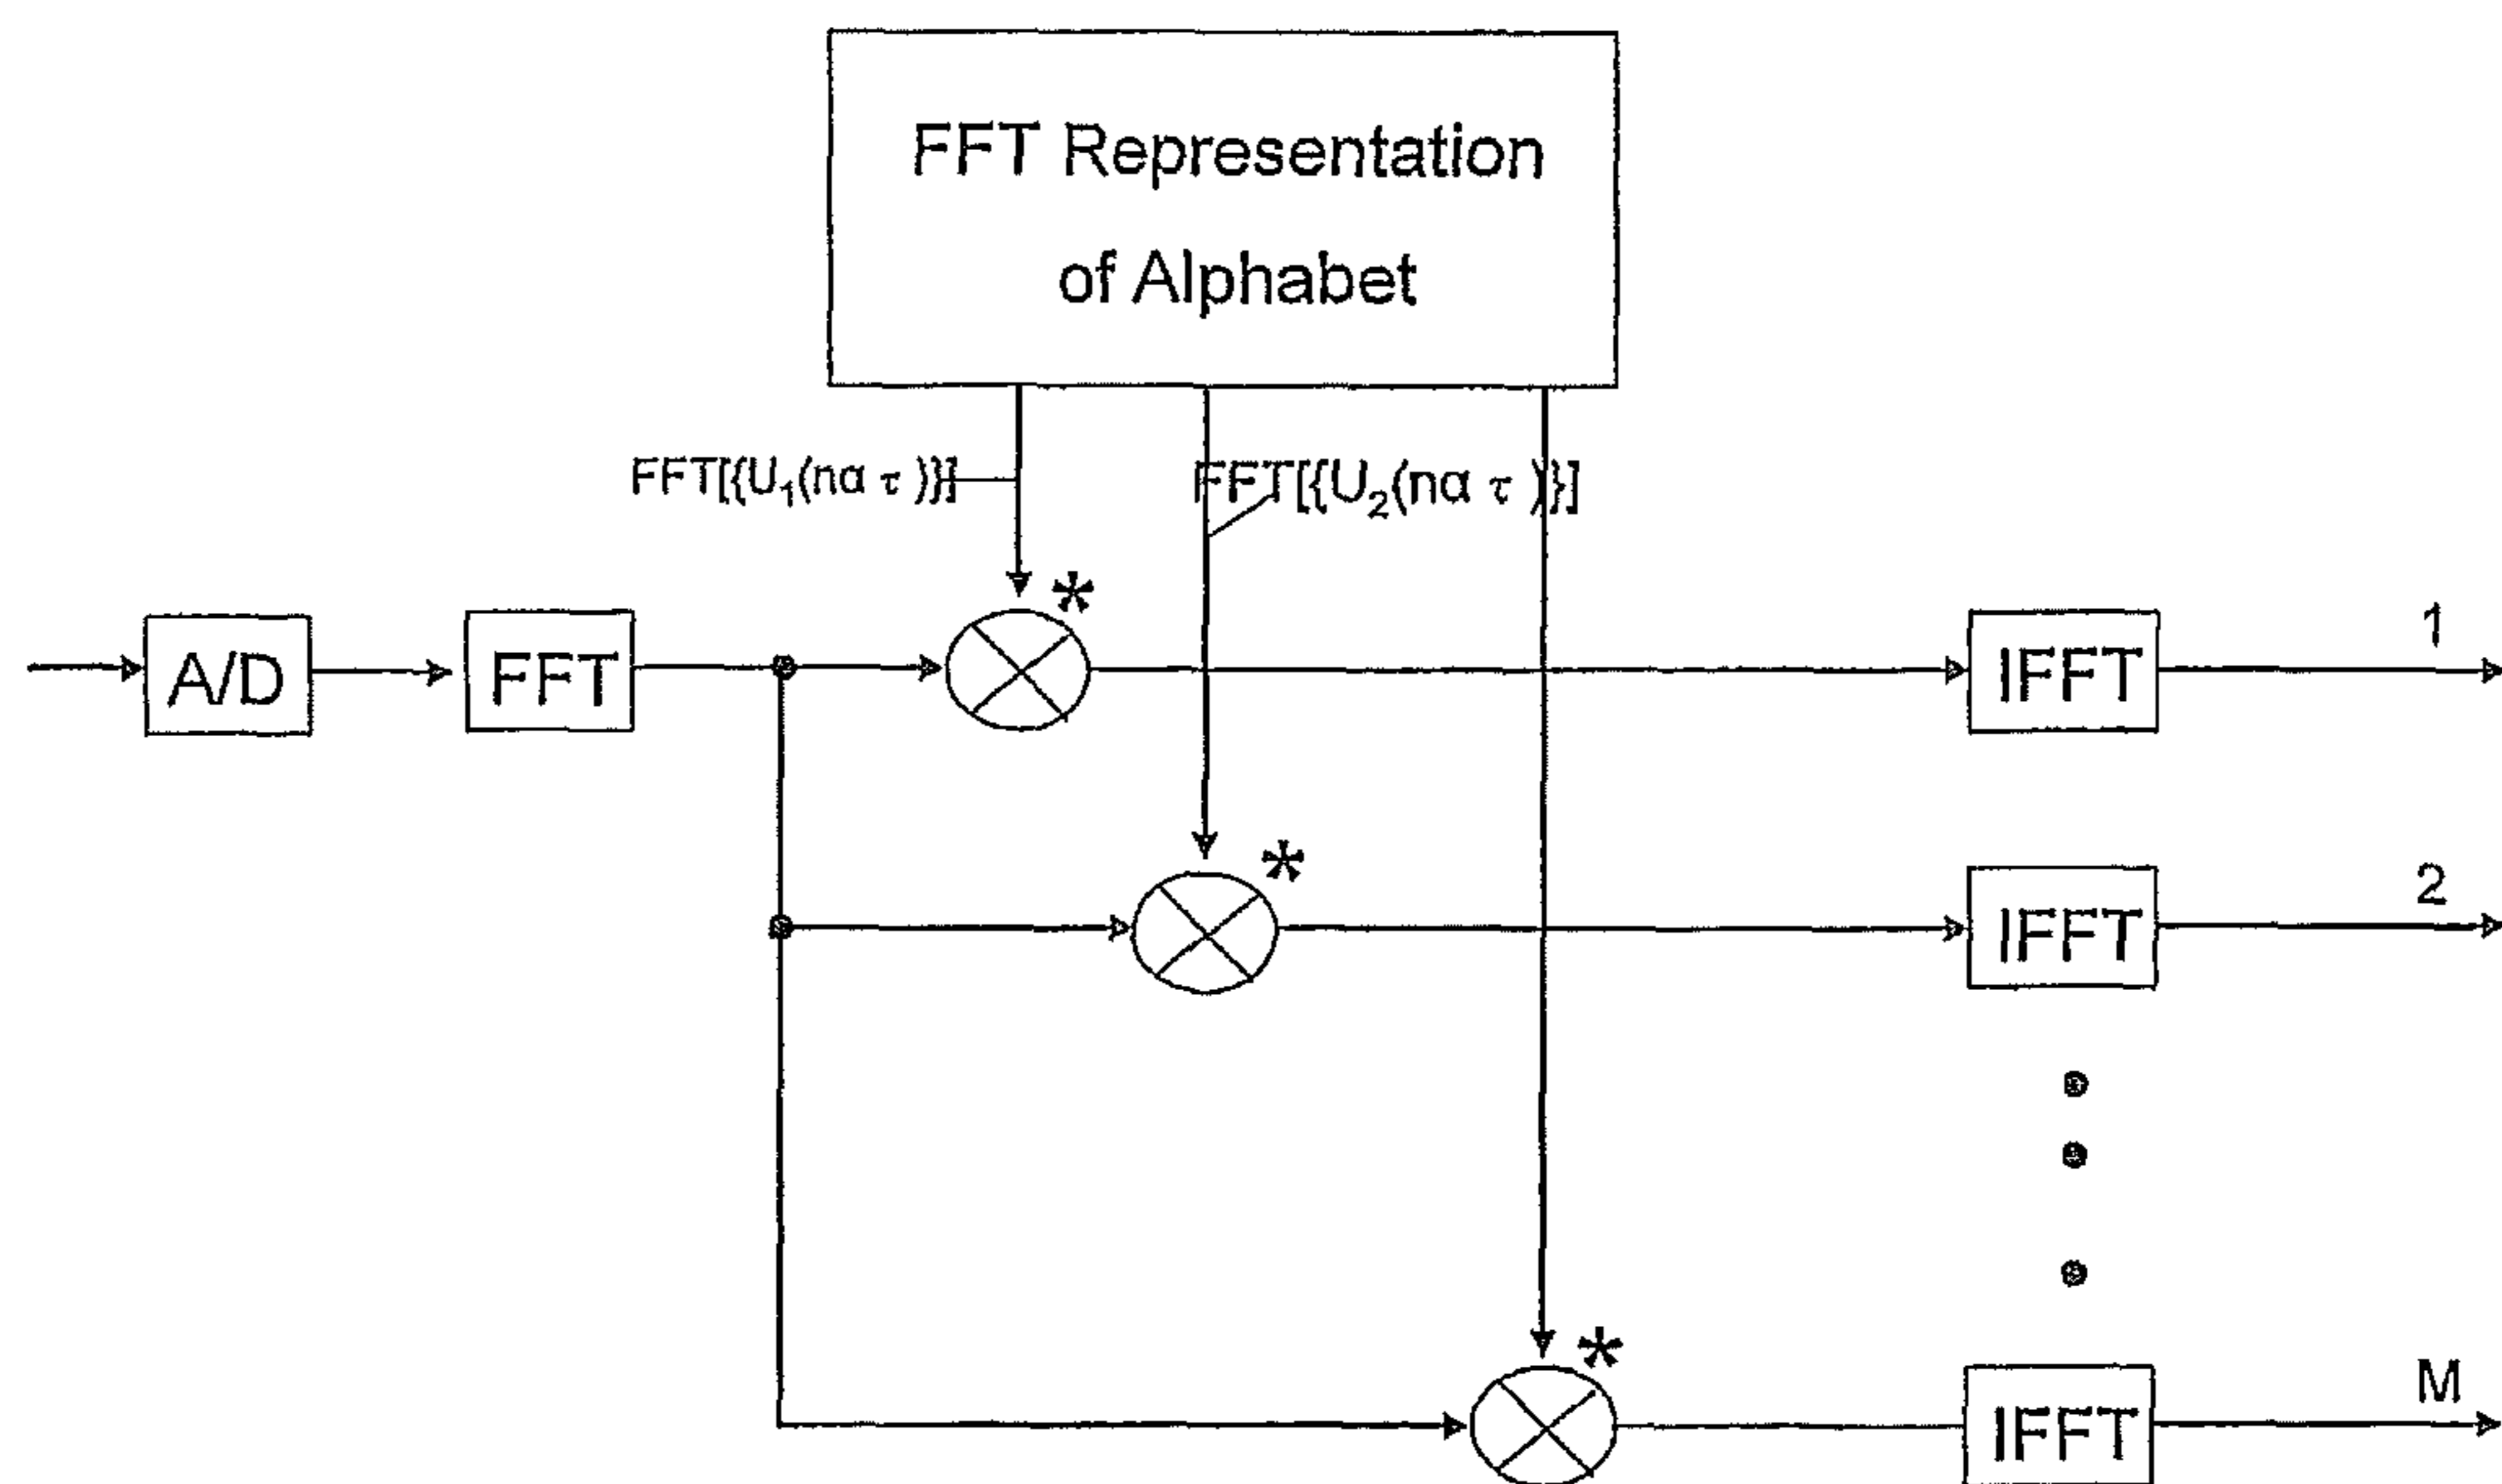 FFT Representation
of Alphabet
FFT[{U₁(nα τ )}]
FFT[{U₂(nα τ )}]
*
A/D
FFT
IFFT
1
*
IFFT
2
*
IFFT
M